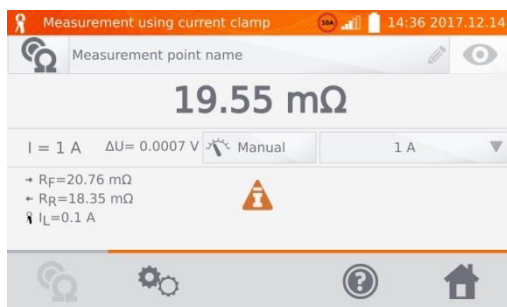 Measurement using current clamp 10A 14:36 2017.12.14
Measurement point name
19.55 mΩ
I = 1 A ΔU= 0.0007 V Manual 1 A
→ RF=20.76 mΩ
← RR=18.35 mΩ
IL=0.1 A